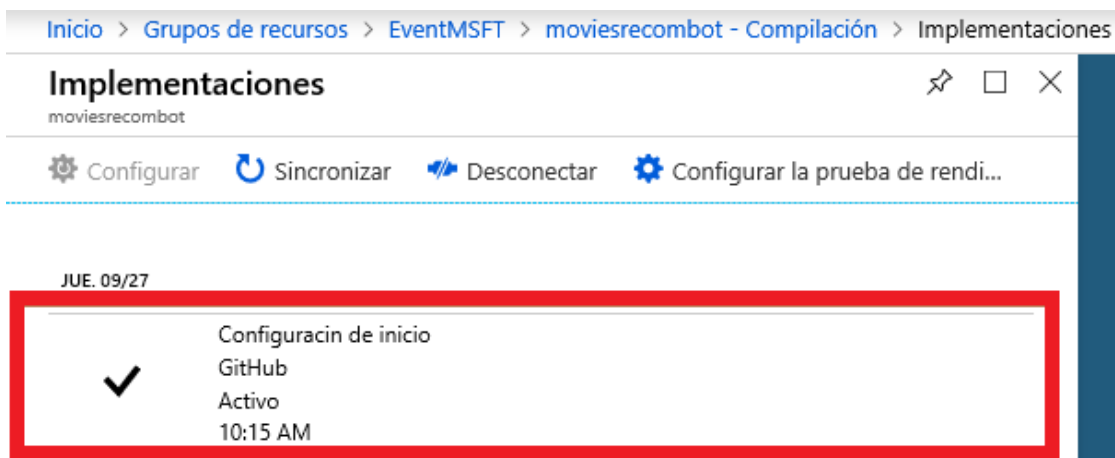 Inicio > Grupos de recursos > EventMSFT > moviesrecombot - Compilación > Implementaciones
Implementaciones
moviesrecombot
Configurar Sincronizar Desconectar Configurar la prueba de rendi...
JUE. 09/27
Configuracin de inicio
GitHub
Activo
10:15 AM